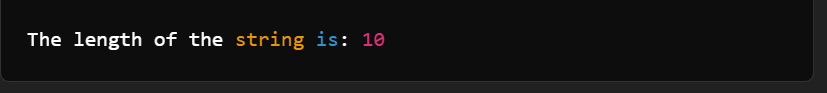 The length of the string is: 10